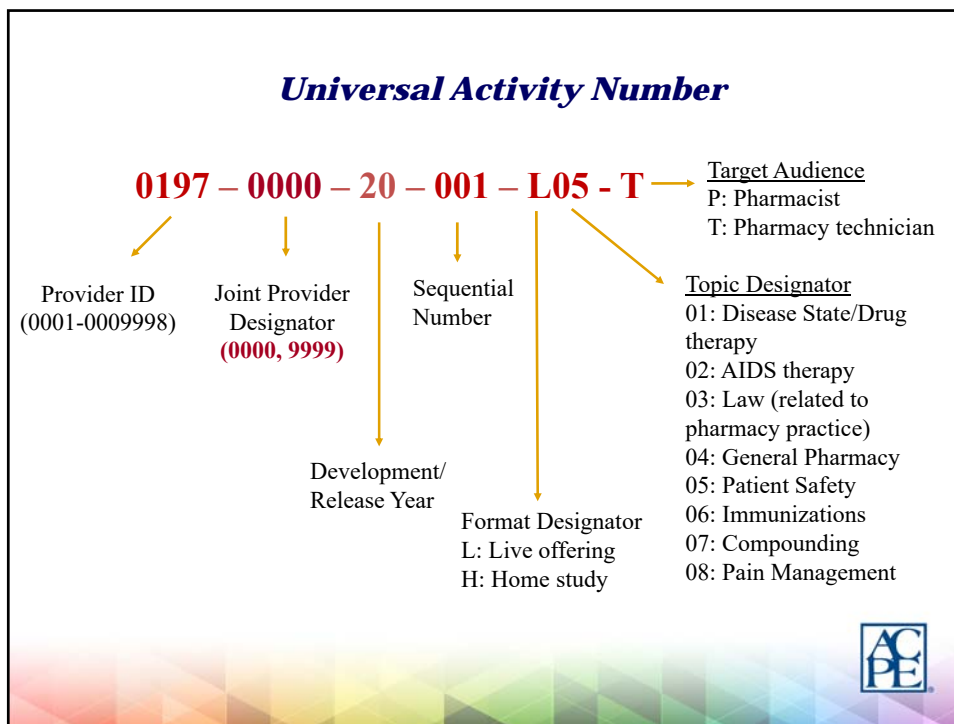 Universal Activity Number
0197 – 0000 – 20 – 001 – L05 - T
Target Audience
P: Pharmacist
T: Pharmacy technician
Provider ID
(0001-0009998)
Joint Provider
Designator
(0000, 9999)
Sequential
Number
Topic Designator
01: Disease State/Drug
therapy
02: AIDS therapy
03: Law (related to
pharmacy practice)
04: General Pharmacy
05: Patient Safety
06: Immunizations
07: Compounding
08: Pain Management
Development/
Release Year
Format Designator
L: Live offering
H: Home study
AC
PE
®